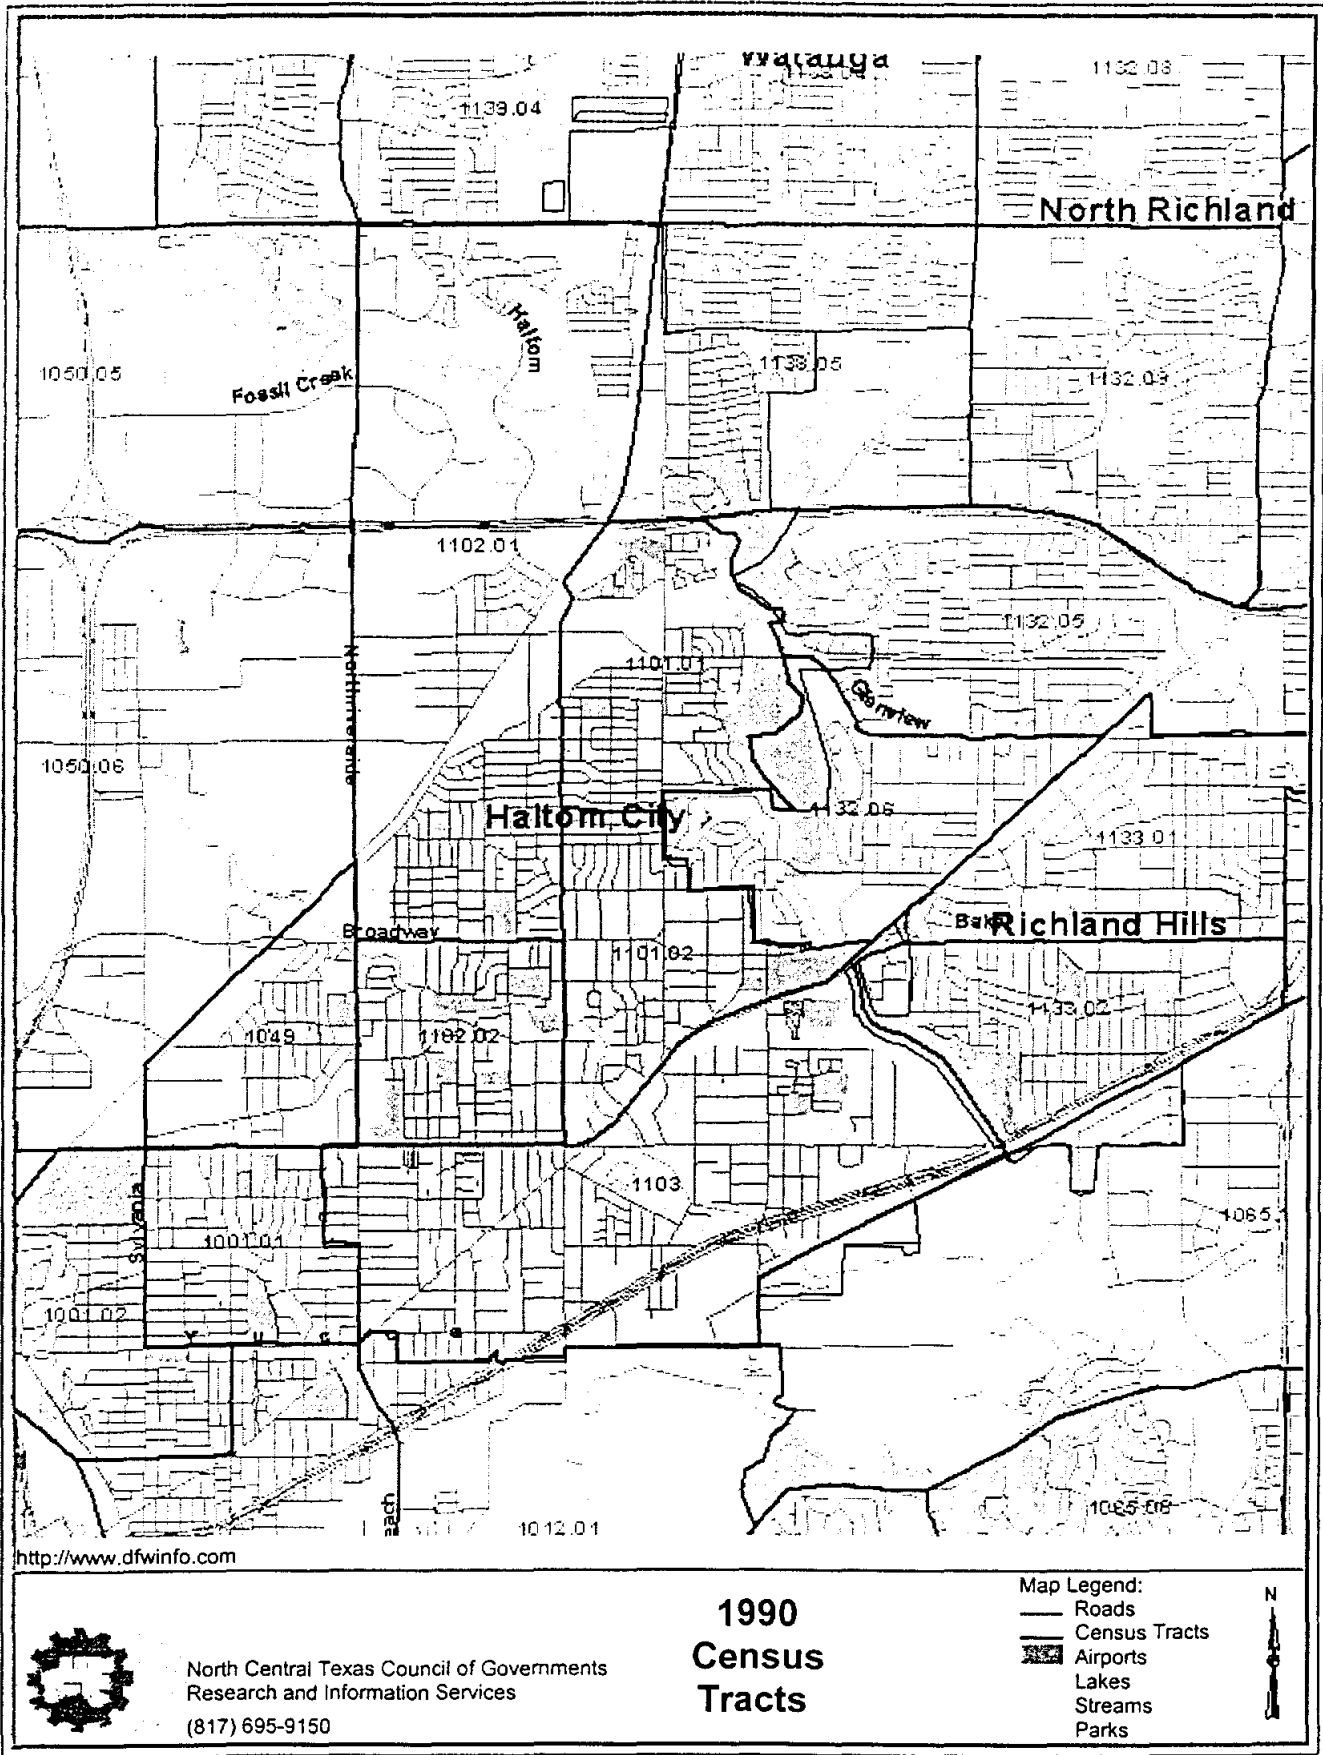 Watauga
1132.08
1139.04
North Richland
Haltom
1050.05
Fossil Creek
1138.05
1132.09
1102.01
1132.05
1101.01
Glenview
1050.06
Haltom City
1132.06
1133.01
Broadway
Richland Hills
1101.02
1049
1102.02
1133.02
1103
Sylvania
1001.01
1065.
1001.02
1012.01
1065.08
http://www.dfwinfo.com
North Central Texas Council of Governments
Research and Information Services
(817) 695-9150
1990
Census
Tracts
Map Legend:
Roads
Census Tracts
Airports
Lakes
Streams
Parks
N